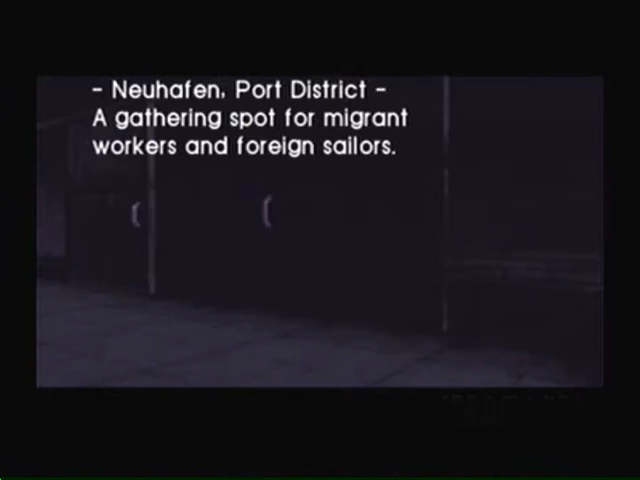 - Neuhafen, Port District -
A gathering spot for migrant
workers and foreign sailors.